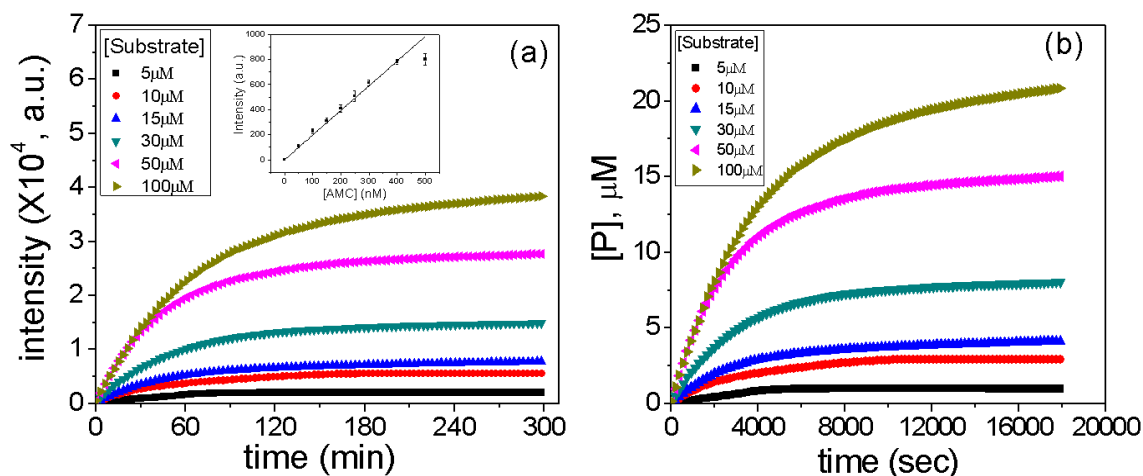 (a)
[Substrate]
5μM
10μM
15μM
30μM
50μM
100μM
intensity (X10⁴, a.u.)
7
6
5
4
3
2
1
0
0 60 120 180 240 300
time (min)
Intensity (a.u.)
1000
800
600
400
200
0
0 100 200 300 400 500
[AMC] (nM)
(b)
[Substrate]
5μM
10μM
15μM
30μM
50μM
100μM
[P], μM
25
20
15
10
5
0
0 4000 8000 12000 16000 20000
time (sec)